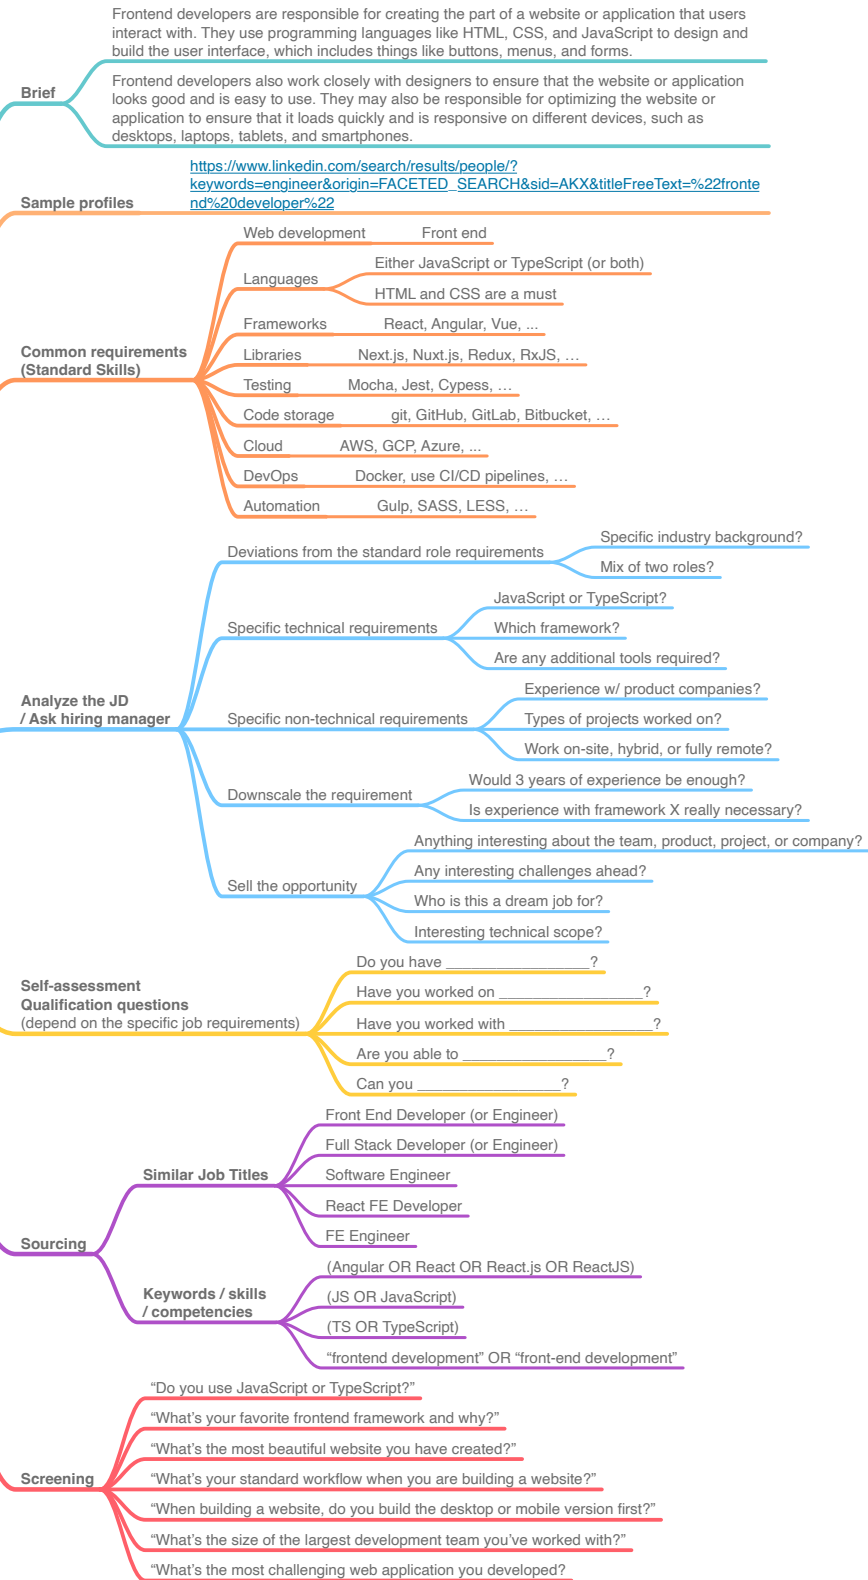 Frontend developers are responsible for creating the part of a website or application that users
interact with. They use programming languages like HTML, CSS, and JavaScript to design and
build the user interface, which includes things like buttons, menus, and forms.
Brief
Frontend developers also work closely with designers to ensure that the website or application
looks good and is easy to use. They may also be responsible for optimizing the website or
application to ensure that it loads quickly and is responsive on different devices, such as
desktops, laptops, tablets, and smartphones.
Sample profiles
https://www.linkedin.com/search/results/people/?
keywords=engineer&origin=FACETED_SEARCH&sid=AKX&titleFreeText=%22fronte
nd%20developer%22
Common requirements
(Standard Skills)
Web development
Front end
Languages
Either JavaScript or TypeScript (or both)
HTML and CSS are a must
Frameworks
React, Angular, Vue, ...
Libraries
Next.js, Nuxt.js, Redux, RxJS, …
Testing
Mocha, Jest, Cypess, …
Code storage
git, GitHub, GitLab, Bitbucket, …
Cloud
AWS, GCP, Azure, ...
DevOps
Docker, use CI/CD pipelines, …
Automation
Gulp, SASS, LESS, …
Analyze the JD
/ Ask hiring manager
Deviations from the standard role requirements
Specific industry background?
Mix of two roles?
Specific technical requirements
JavaScript or TypeScript?
Which framework?
Are any additional tools required?
Specific non-technical requirements
Experience w/ product companies?
Types of projects worked on?
Work on-site, hybrid, or fully remote?
Downscale the requirement
Would 3 years of experience be enough?
Is experience with framework X really necessary?
Sell the opportunity
Anything interesting about the team, product, project, or company?
Any interesting challenges ahead?
Who is this a dream job for?
Interesting technical scope?
Self-assessment
Qualification questions
(depend on the specific job requirements)
Do you have _________________?
Have you worked on _________________?
Have you worked with _________________?
Are you able to _________________?
Can you _________________?
Sourcing
Similar Job Titles
Front End Developer (or Engineer)
Full Stack Developer (or Engineer)
Software Engineer
React FE Developer
FE Engineer
Keywords / skills
/ competencies
(Angular OR React OR React.js OR ReactJS)
(JS OR JavaScript)
(TS OR TypeScript)
“frontend development” OR “front-end development”
Screening
“Do you use JavaScript or TypeScript?”
“What’s your favorite frontend framework and why?”
“What’s the most beautiful website you have created?”
“What’s your standard workflow when you are building a website?”
“When building a website, do you build the desktop or mobile version first?”
“What’s the size of the largest development team you’ve worked with?”
“What’s the most challenging web application you developed?